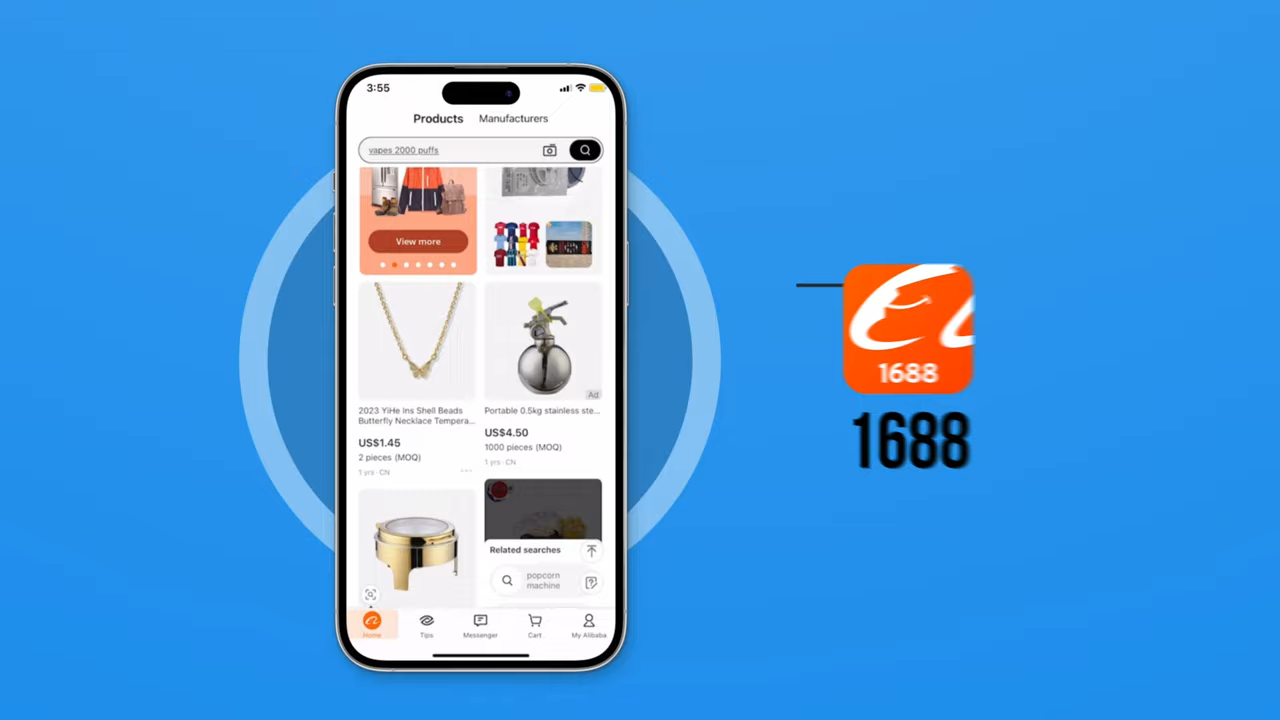 3:55
Products Manufacturers
vapes 2000 puffs
View more
2023 YiHe Ins Shell Beads
Butterfly Necklace Tempera...
US$1.45
2 pieces (MOQ)
1 yrs · CN
Ad
Portable 0.5kg stainless ste...
US$4.50
1000 pieces (MOQ)
1 yrs · CN
Related searches
popcorn
machine
Home Tips Messenger Cart My Alibaba
1688
1688